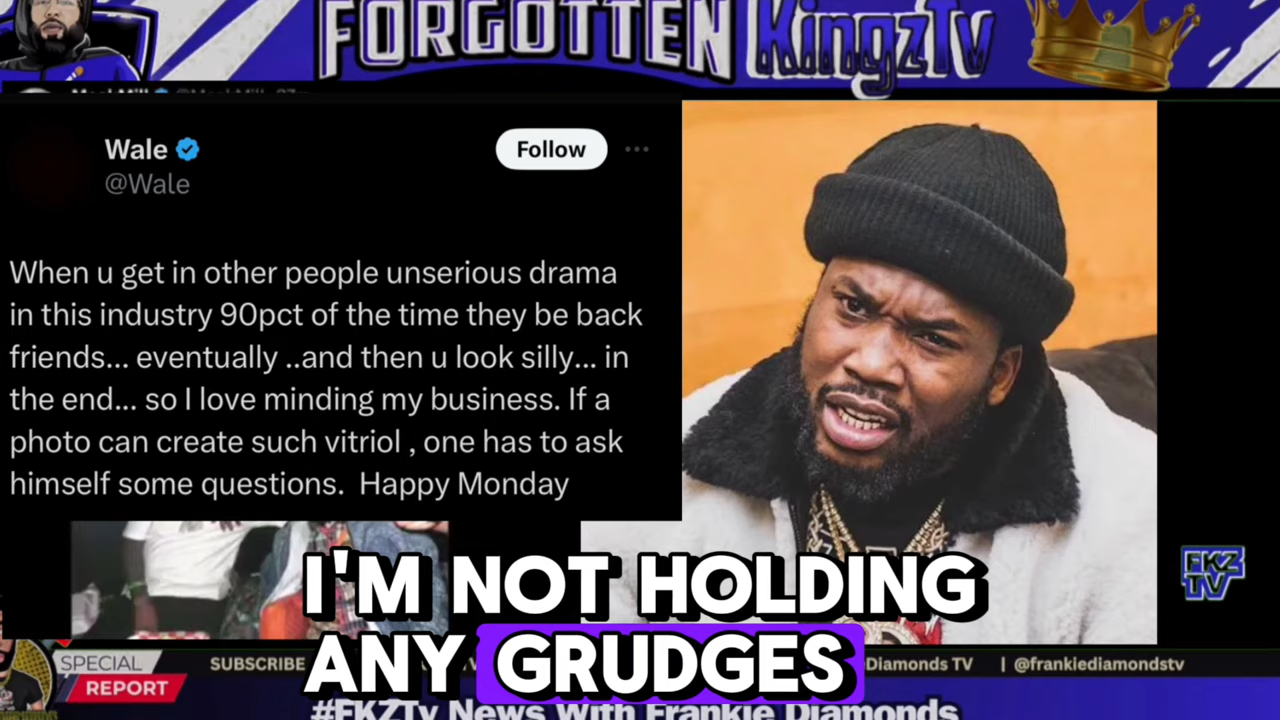 FORGOTTEN KingzTv
Wale
@Wale
Follow
When u get in other people unserious drama
in this industry 90pct of the time they be back
friends... eventually ..and then u look silly... in
the end... so I love minding my business. If a
photo can create such vitriol , one has to ask
himself some questions. Happy Monday
FKZ
TV
I'M NOT HOLDING
ANY GRUDGES
SPECIAL
REPORT
SUBSCRIBE
Diamonds TV | @frankiediamondstv
#FKZTv News With Frankie Diamonds